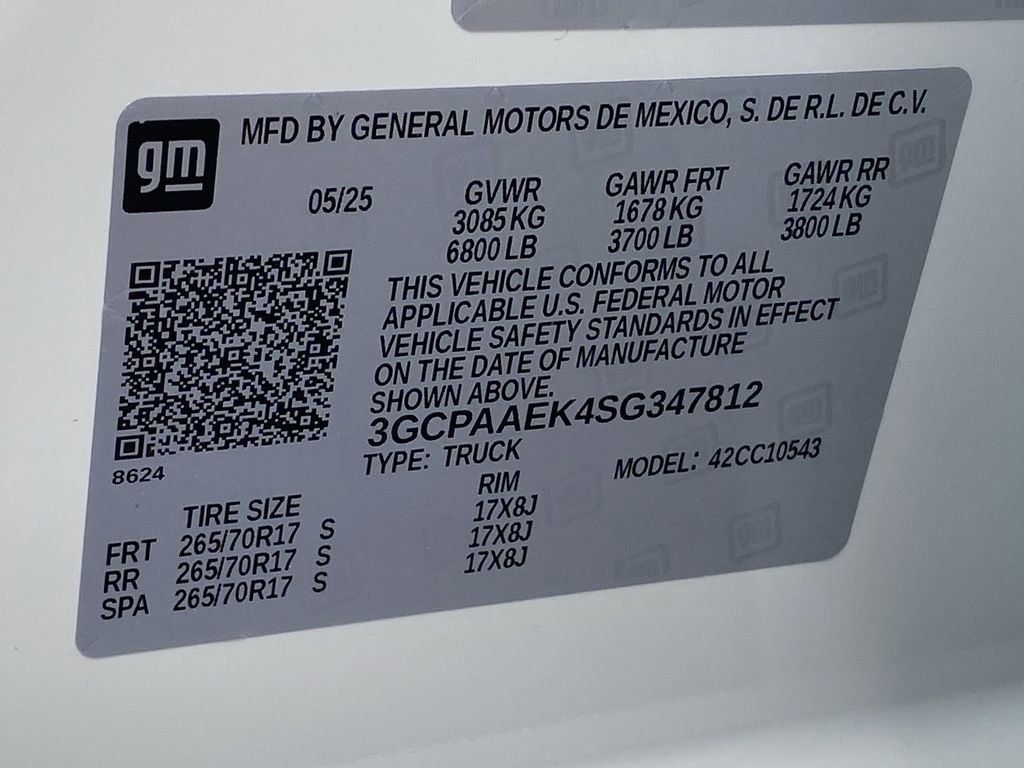 gm
MFD BY GENERAL MOTORS DE MEXICO, S. DE R.L. DE C.V.
05/25
GVWR GAWR FRT GAWR RR
3085 KG 1678 KG 1724 KG
6800 LB 3700 LB 3800 LB
THIS VEHICLE CONFORMS TO ALL
APPLICABLE U.S. FEDERAL MOTOR
VEHICLE SAFETY STANDARDS IN EFFECT
ON THE DATE OF MANUFACTURE
SHOWN ABOVE.
3GCPAAEK4SG347812
8624
TYPE: TRUCK MODEL: 42CC10543
TIRE SIZE RIM
FRT 265/70R17 S 17X8J
RR 265/70R17 S 17X8J
SPA 265/70R17 S 17X8J